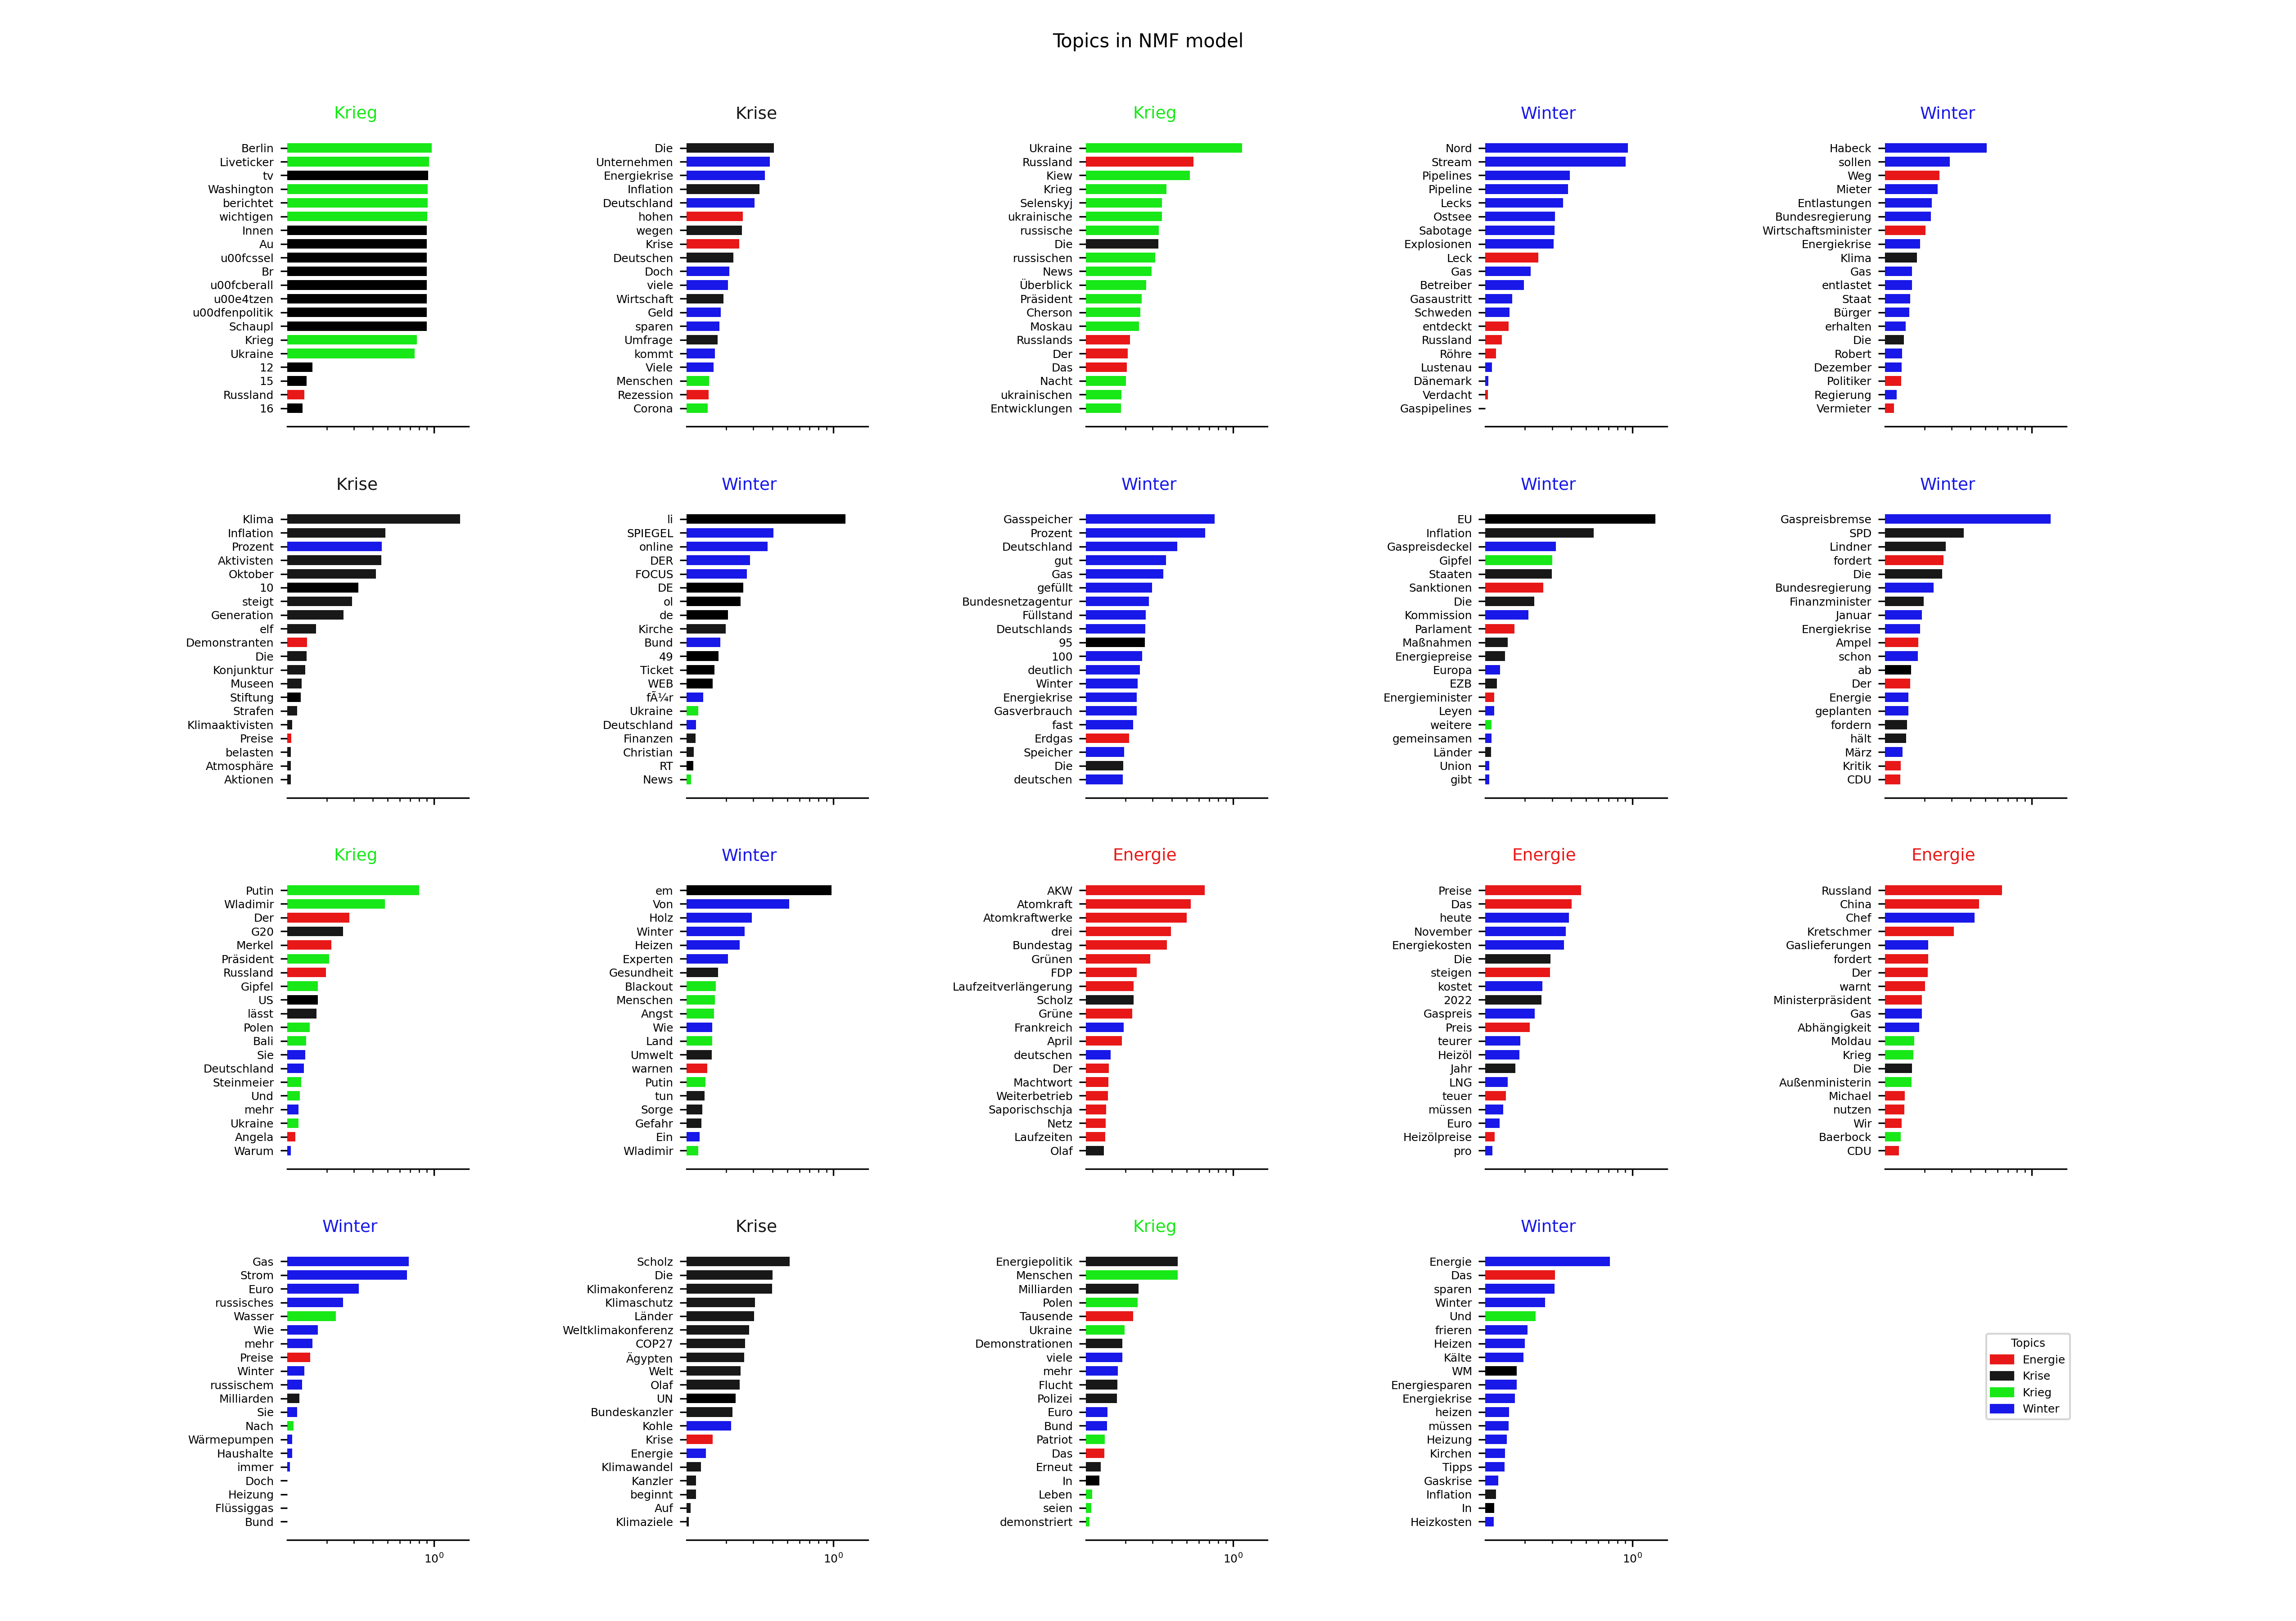 Topics in NMF model
Krieg
Berlin
Liveticker
tv
Washington
berichtet
wichtigen
Innen
Au
u00fcssel
Br
u00fcberall
u00e4tzen
u00dfenpolitik
Schaupl
Krieg
Ukraine
12
15
Russland
16
Krise
Die
Unternehmen
Energiekrise
Inflation
Deutschland
hohen
wegen
Krise
Deutschen
Doch
viele
Wirtschaft
Geld
sparen
Umfrage
kommt
Viele
Menschen
Rezession
Corona
Krieg
Ukraine
Russland
Kiew
Krieg
Selenskyj
ukrainische
russische
Die
russischen
News
Überblick
Präsident
Cherson
Moskau
Russlands
Der
Das
Nacht
ukrainischen
Entwicklungen
Winter
Nord
Stream
Pipelines
Pipeline
Lecks
Ostsee
Sabotage
Explosionen
Leck
Gas
Betreiber
Gasaustritt
Schweden
entdeckt
Russland
Röhre
Lustenau
Dänemark
Verdacht
Gaspipelines
Winter
Habeck
sollen
Weg
Mieter
Entlastungen
Bundesregierung
Wirtschaftsminister
Energiekrise
Klima
Gas
entlastet
Staat
Bürger
erhalten
Die
Robert
Dezember
Politiker
Regierung
Vermieter
Krise
Klima
Inflation
Prozent
Aktivisten
Oktober
10
steigt
Generation
elf
Demonstranten
Die
Konjunktur
Museen
Stiftung
Strafen
Klimaaktivisten
Preise
belasten
Atmosphäre
Aktionen
Winter
li
SPIEGEL
online
DER
FOCUS
DE
ol
de
Kirche
Bund
49
Ticket
WEB
fÃ¼r
Ukraine
Deutschland
Finanzen
Christian
RT
News
Winter
Gasspeicher
Prozent
Deutschland
gut
Gas
gefüllt
Bundesnetzagentur
Füllstand
Deutschlands
95
100
deutlich
Winter
Energiekrise
Gasverbrauch
fast
Erdgas
Speicher
Die
deutschen
Winter
EU
Inflation
Gaspreisdeckel
Gipfel
Staaten
Sanktionen
Die
Kommission
Parlament
Maßnahmen
Energiepreise
Europa
EZB
Energieminister
Leyen
weitere
gemeinsamen
Länder
Union
gibt
Winter
Gaspreisbremse
SPD
Lindner
fordert
Die
Bundesregierung
Finanzminister
Januar
Energiekrise
Ampel
schon
ab
Der
Energie
geplanten
fordern
hält
März
Kritik
CDU
Krieg
Putin
Wladimir
Der
G20
Merkel
Präsident
Russland
Gipfel
US
lässt
Polen
Bali
Sie
Deutschland
Steinmeier
Und
mehr
Ukraine
Angela
Warum
Winter
em
Von
Holz
Winter
Heizen
Experten
Gesundheit
Blackout
Menschen
Angst
Wie
Land
Umwelt
warnen
Putin
tun
Sorge
Gefahr
Ein
Wladimir
Energie
AKW
Atomkraft
Atomkraftwerke
drei
Bundestag
Grünen
FDP
Laufzeitverlängerung
Scholz
Grüne
Frankreich
April
deutschen
Der
Machtwort
Weiterbetrieb
Saporischschja
Netz
Laufzeiten
Olaf
Energie
Preise
Das
heute
November
Energiekosten
Die
steigen
kostet
2022
Gaspreis
Preis
teurer
Heizöl
Jahr
LNG
teuer
müssen
Euro
Heizölpreise
pro
Energie
Russland
China
Chef
Kretschmer
Gaslieferungen
fordert
Der
warnt
Ministerpräsident
Gas
Abhängigkeit
Moldau
Krieg
Die
Außenministerin
Michael
nutzen
Wir
Baerbock
CDU
Winter
Gas
Strom
Euro
russisches
Wasser
Wie
mehr
Preise
Winter
russischem
Milliarden
Sie
Nach
Wärmepumpen
Haushalte
immer
Doch
Heizung
Flüssiggas
Bund
10⁰
Krise
Scholz
Die
Klimakonferenz
Klimaschutz
Länder
Weltklimakonferenz
COP27
Ägypten
Welt
Olaf
UN
Bundeskanzler
Kohle
Krise
Energie
Klimawandel
Kanzler
beginnt
Auf
Klimaziele
10⁰
Krieg
Energiepolitik
Menschen
Milliarden
Polen
Tausende
Ukraine
Demonstrationen
viele
mehr
Flucht
Polizei
Euro
Bund
Patriot
Das
Erneut
In
Leben
seien
demonstriert
10⁰
Winter
Energie
Das
sparen
Winter
Und
frieren
Heizen
Kälte
WM
Energiesparen
Energiekrise
heizen
müssen
Heizung
Kirchen
Tipps
Gaskrise
Inflation
In
Heizkosten
10⁰
Topics
Energie
Krise
Krieg
Winter